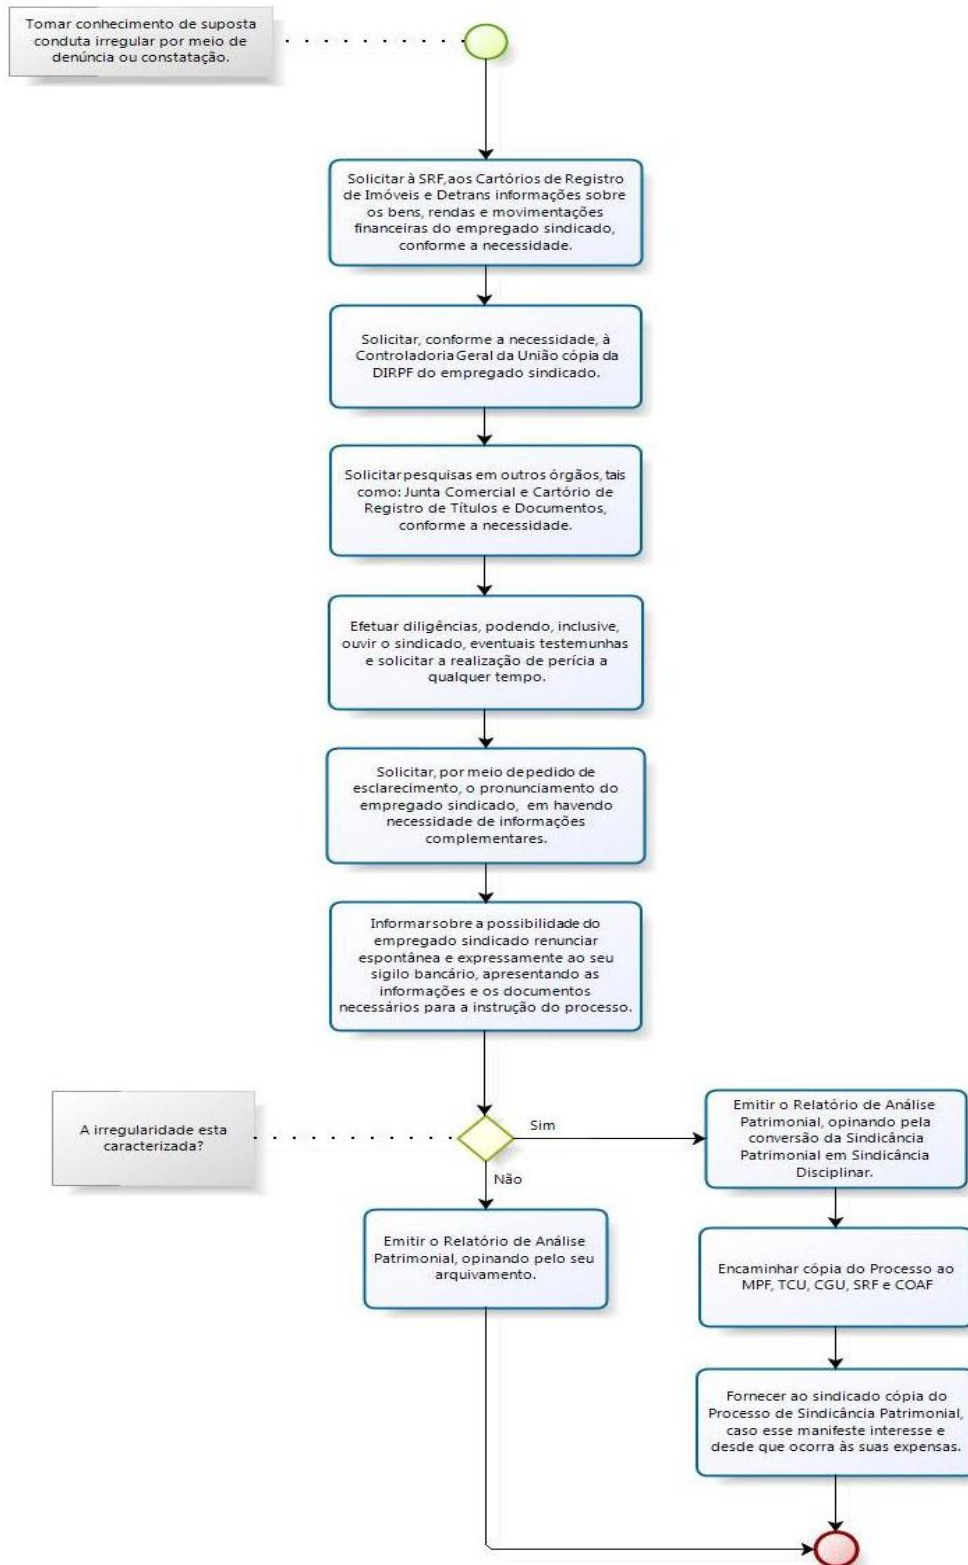 Tomar conhecimento de suposta
conduta irregular por meio de
denúncia ou constatação.
Solicitar à SRF, aos Cartórios de Registro
de Imóveis e Detrans informações sobre
os bens, rendas e movimentações
financeiras do empregado sindicado,
conforme a necessidade.
Solicitar, conforme a necessidade, à
Controladoria Geral da União cópia da
DIRPF do empregado sindicado.
Solicitar pesquisas em outros órgãos, tais
como: Junta Comercial e Cartório de
Registro de Títulos e Documentos,
conforme a necessidade.
Efetuar diligências, podendo, inclusive,
ouvir o sindicado, eventuais testemunhas
e solicitar a realização de perícia a
qualquer tempo.
Solicitar, por meio de pedido de
esclarecimento, o pronunciamento do
empregado sindicado, em havendo
necessidade de informações
complementares.
Informar sobre a possibilidade do
empregado sindicado renunciar
espontânea e expressamente ao seu
sigilo bancário, apresentando as
informações e os documentos
necessários para a instrução do processo.
A irregularidade esta
caracterizada?
Sim
Não
Emitir o Relatório de Análise
Patrimonial, opinando pela
conversão da Sindicância
Patrimonial em Sindicância
Disciplinar.
Emitir o Relatório de Análise
Patrimonial, opinando pelo seu
arquivamento.
Encaminhar cópia do Processo ao
MPF, TCU, CGU, SRF e COAF
Fornecer ao sindicado cópia do
Processo de Sindicância Patrimonial,
caso esse manifeste interesse e
desde que ocorra às suas expensas.